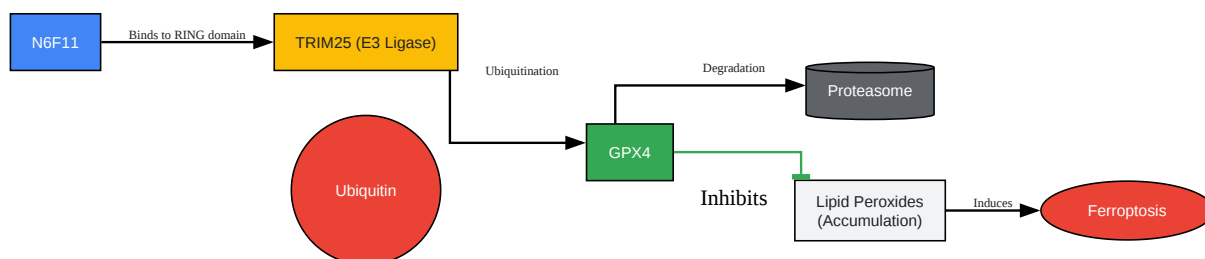 N6F11
Binds to RING domain
TRIM25 (E3 Ligase)
Ubiquitination
Degradation
Proteasome
GPX4
Ubiquitin
Inhibits
Lipid Peroxides
(Accumulation)
Induces
Ferroptosis